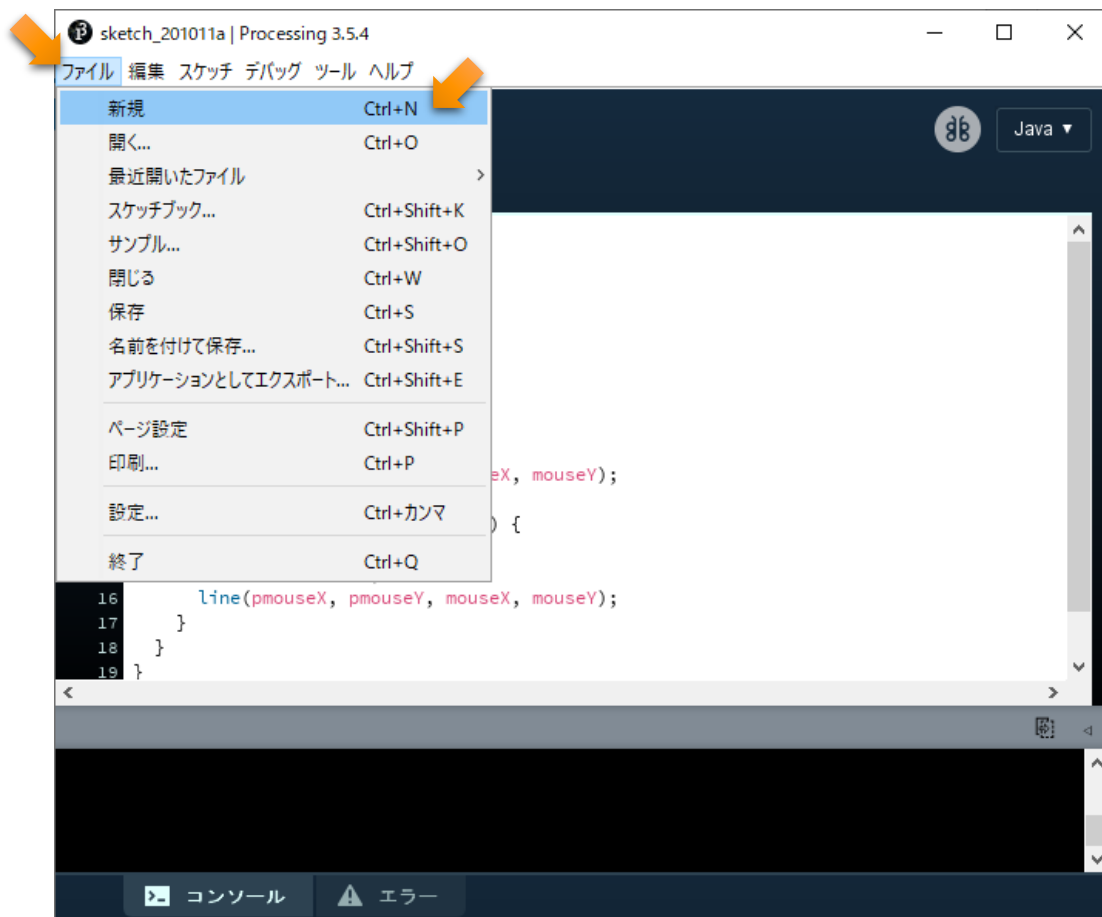 sketch_201011a | Processing 3.5.4
ファイル 編集 スケッチ デバッグ ツール ヘルプ
新規 Ctrl+N
開く... Ctrl+O
最近開いたファイル
スケッチブック... Ctrl+Shift+K
サンプル... Ctrl+Shift+O
閉じる Ctrl+W
保存 Ctrl+S
名前を付けて保存... Ctrl+Shift+S
アプリケーションとしてエクスポート... Ctrl+Shift+E
ページ設定 Ctrl+Shift+P
印刷... Ctrl+P
設定... Ctrl+カンマ
終了 Ctrl+Q
Java ▼
eX, mouseY);
) {
16 line(pmouseX, pmouseY, mouseX, mouseY);
17 }
18 }
19 }
コンソール エラー